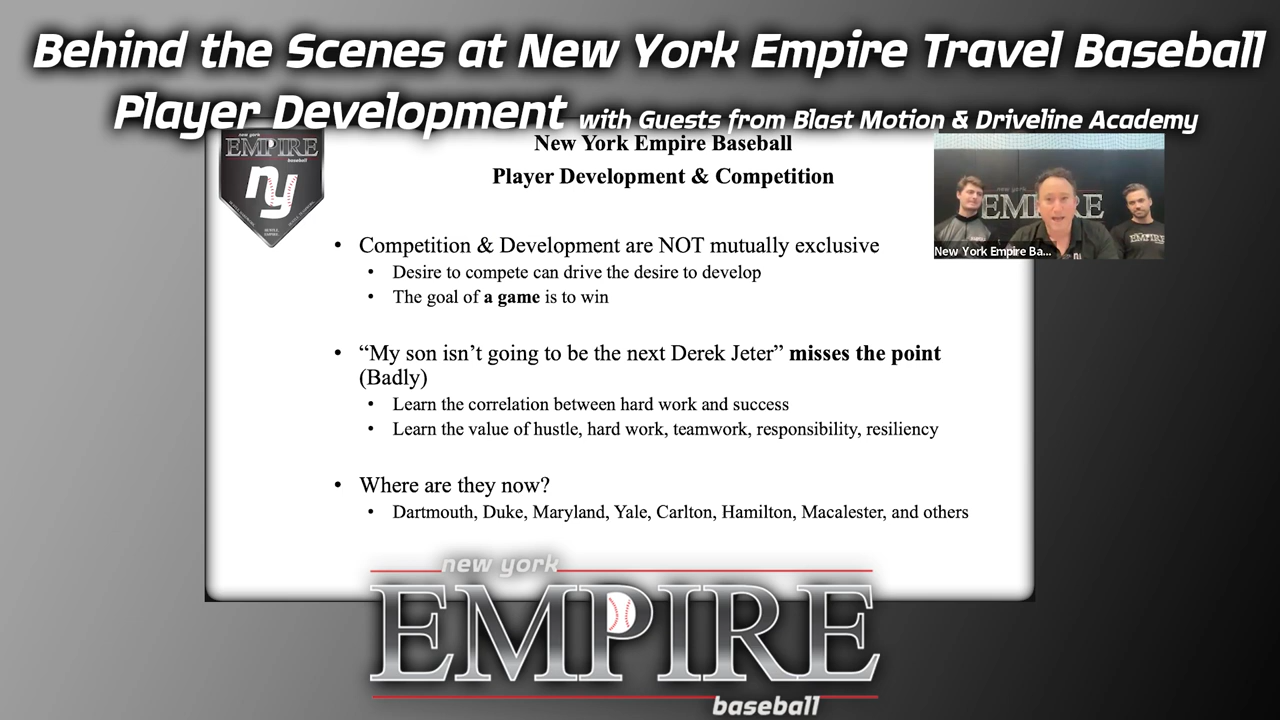 Behind the Scenes at New York Empire Travel Baseball
Player Development with Guests from Blast Motion & Driveline Academy
new york
EMPIRE
baseball
ny
New York Empire Baseball
Player Development & Competition
EMPIRE
New York Empire Ba...
• Competition & Development are NOT mutually exclusive
• Desire to compete can drive the desire to develop
• The goal of a game is to win
• “My son isn’t going to be the next Derek Jeter” misses the point
(Badly)
• Learn the correlation between hard work and success
• Learn the value of hustle, hard work, teamwork, responsibility, resiliency
• Where are they now?
• Dartmouth, Duke, Maryland, Yale, Carlton, Hamilton, Macalester, and others
new york
EMPIRE
baseball